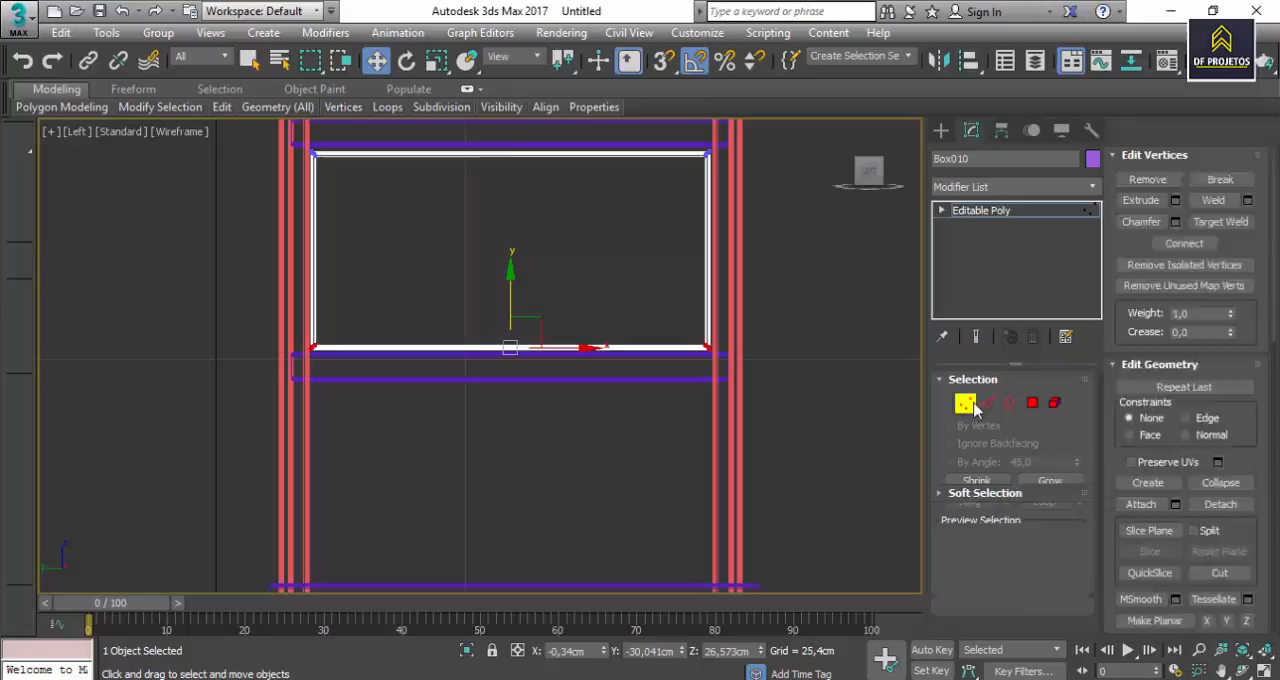 Workspace: Default
Autodesk 3ds Max 2017 Untitled
Type a keyword or phrase
Sign In
MAX
Edit Tools Group Views Create Modifiers Animation Graph Editors Rendering Civil View Customize Scripting Content Help
DF PROJETOS
All
View
Create Selection Se
Modeling Freeform Selection Object Paint Populate
Polygon Modeling Modify Selection Edit Geometry (All) Vertices Loops Subdivision Visibility Align Properties
[+] [Left] [Standard] [Wireframe]
Box010
Modifier List
Editable Poly
Selection
By Vertex
Ignore Backfacing
By Angle: 45,0
Shrink Grow
Soft Selection
Preview Selection
Edit Vertices
Remove Break
Extrude Weld
Chamfer Target Weld
Connect
Remove Isolated Vertices
Remove Unused Map Verts
Weight: 1,0
Crease: 0,0
Edit Geometry
Repeat Last
Constraints
None Edge
Face Normal
Preserve UVs
Create Collapse
Attach Detach
Slice Plane Split
Slice Reset Plane
QuickSlice Cut
MSmooth Tessellate
Make Planar X Y Z
y
x
z
y
< 0 / 100 >
0 10 20 30 40 50 60 70 80 90 100
1 Object Selected
X: -0,34cm Y: -30,041cm Z: 26,573cm Grid = 25,4cm
Auto Key Selected
Welcome to M
Click and drag to select and move objects
Add Time Tag
Set Key Key Filters...
0